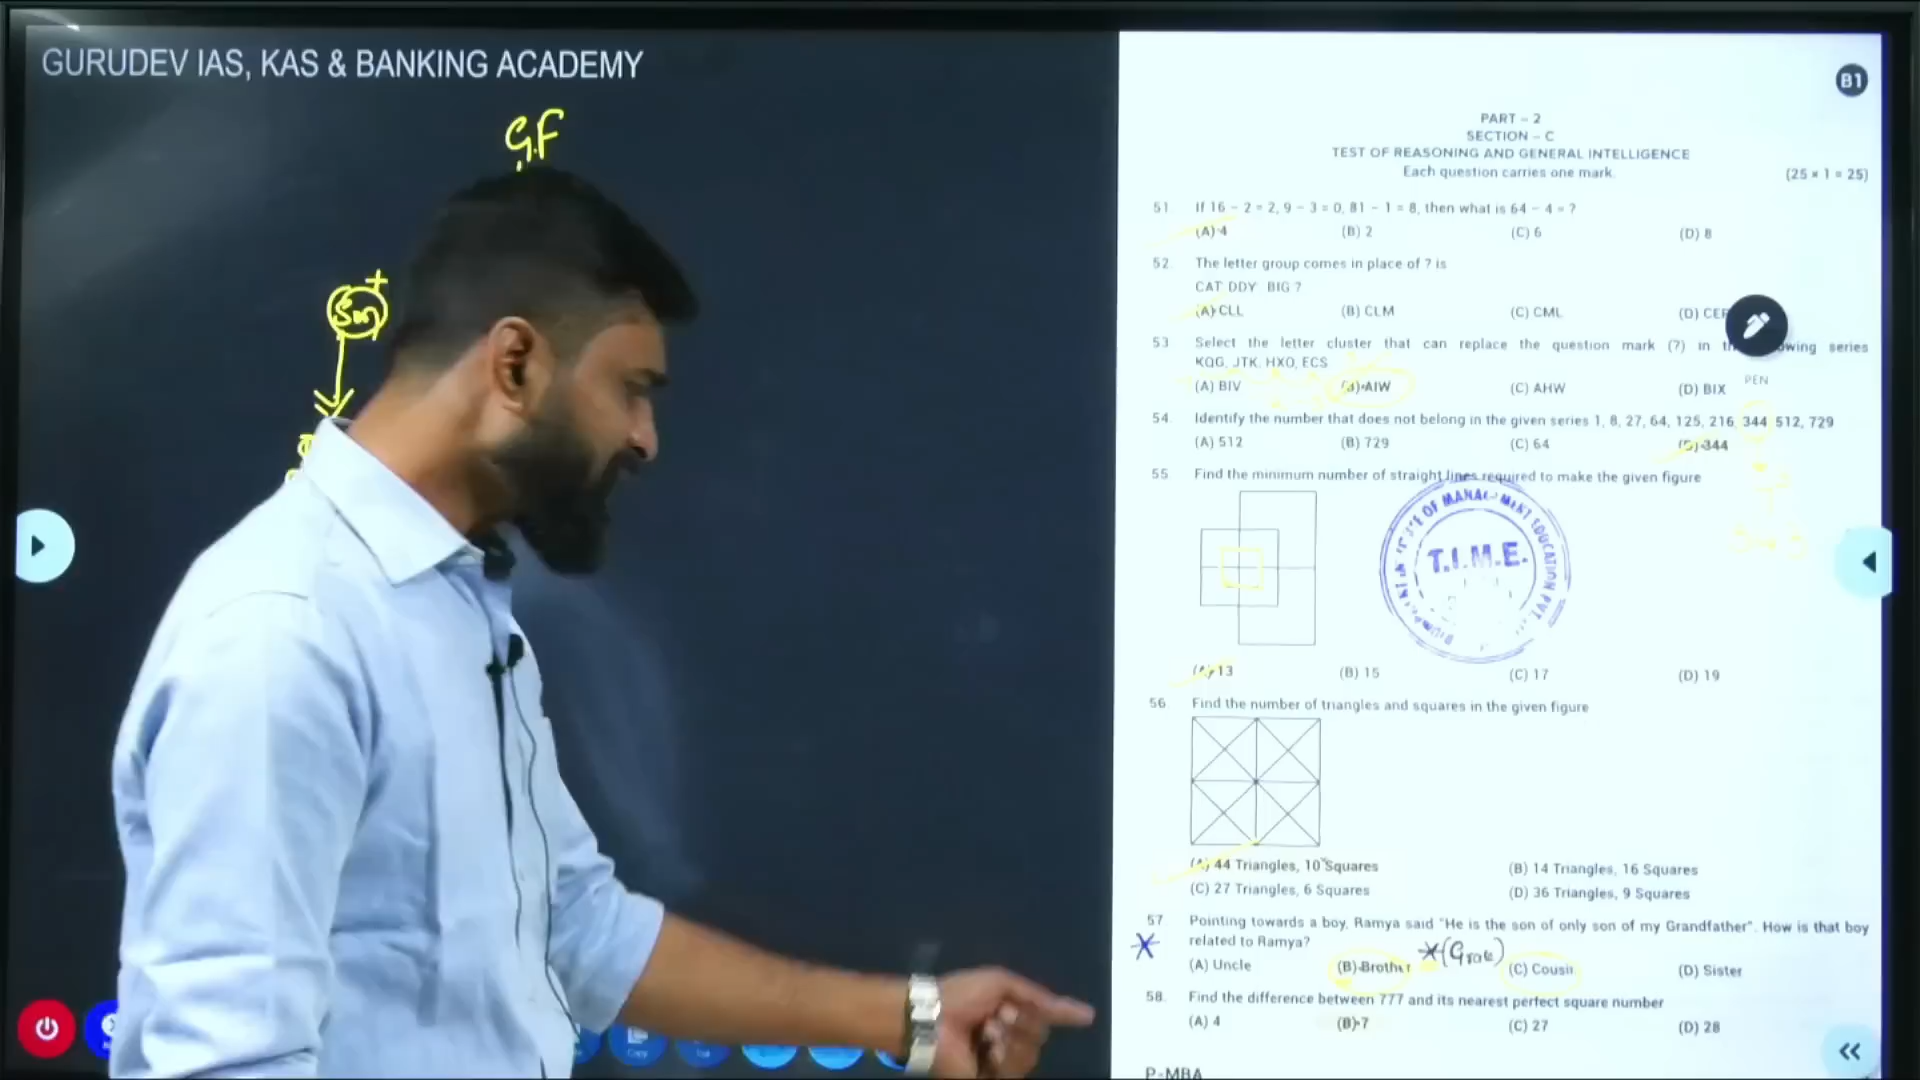 GURUDEV IAS, KAS & BANKING ACADEMY
G.F
Son +
B1
PART – 2
SECTION – C
TEST OF REASONING AND GENERAL INTELLIGENCE
Each question carries one mark.
(25 × 1 = 25)
51 If 16 – 2 = 2, 9 – 3 = 0, 81 – 1 = 8, then what is 64 – 4 = ?
(A) 4 (B) 2 (C) 6 (D) 8
52. The letter group comes in place of ? is
CAT DDY BIG ?
(A) CLL (B) CLM (C) CML (D)
53 Select the letter cluster that can replace the question mark (?) in series
KQG, JTK, HXO, ECS
(A) BIV AIW (C) AHW (D) BIX
PEN
54. Identify the number that does not belong in the given series 1, 8, 27, 64, 125, 216, 344 512, 729
(A) 512 (B) 729 (C) 64 344
55 Find the minimum number of straight lines required to make the given figure
T.I.M.E.
(A) 13 (B) 15 (C) 17 (D) 19
56 Find the number of triangles and squares in the given figure
(A) 44 Triangles, 10 Squares (B) 14 Triangles, 16 Squares
(C) 27 Triangles, 6 Squares (D) 36 Triangles, 9 Squares
57 Pointing towards a boy, Ramya said "He is the son of only son of my Grandfather". How is that boy
related to Ramya?
(A) Uncle (B) Brother (C) Cousin (D) Sister
58. Find the difference between 777 and its nearest perfect square number
(A) 4 (B) 7 (C) 27 (D) 28
P-MBA